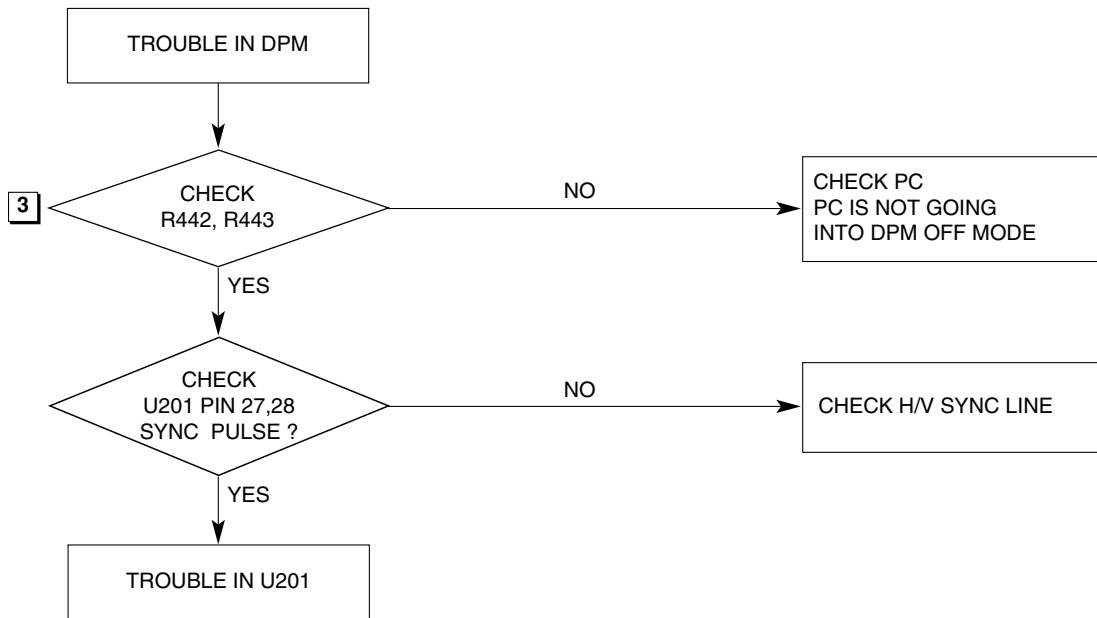 TROUBLE IN DPM
3
CHECK
R442, R443
NO
CHECK PC
PC IS NOT GOING
INTO DPM OFF MODE
YES
CHECK
U201 PIN 27,28
SYNC PULSE ?
NO
CHECK H/V SYNC LINE
YES
TROUBLE IN U201